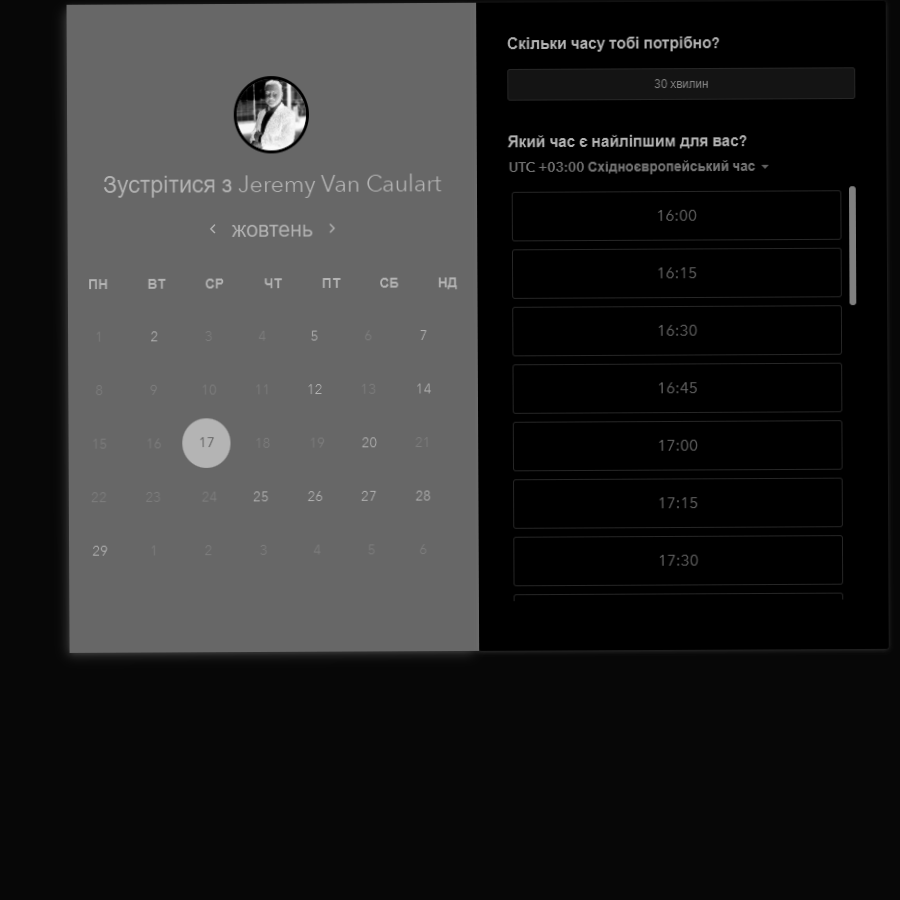 Зустрітися з Jeremy Van Caulart
жовтень
ПН ВТ СР ЧТ ПТ СБ НД
1 2 3 4 5 6 7
8 9 10 11 12 13 14
15 16 17 18 19 20 21
22 23 24 25 26 27 28
29 1 2 3 4 5 6
Скільки часу тобі потрібно?
30 хвилин
Який час є найліпшим для вас?
UTC +03:00 Східноєвропейський час
16:00
16:15
16:30
16:45
17:00
17:15
17:30